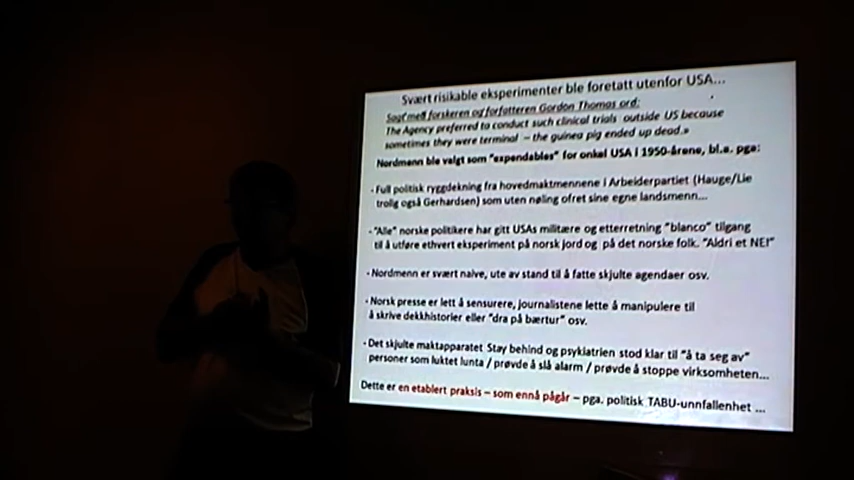 Svært risikable eksperimenter ble foretatt utenfor USA...
Sagt med forskeren og forfatteren Gordon Thomas ord:
The Agency preferred to conduct such clinical trials outside US because
sometimes they were terminal – the guinea pig ended up dead.»
Nordmenn ble valgt som "expendables" for onkel USA i 1950-årene, bl.a. pga:
- Full politisk ryggdekning fra hovedmaktmennene i Arbeiderpartiet (Hauge/Lie
trolig også Gerhardsen) som uten nøling ofret sine egne landsmenn...
- "Alle" norske politikere har gitt USAs militære og etterretning "blanco" tilgang
til å utføre ethvert eksperiment på norsk jord og på det norske folk. "Aldri et NEI"
- Nordmenn er svært naive, ute av stand til å fatte skjulte agendaer osv.
- Norsk presse er lett å sensurere, journalistene lette å manipulere til
å skrive dekkhistorier eller "dra på bærtur" osv.
- Det skjulte maktapparatet Stay behind og psykiatrien stod klar til "å ta seg av"
personer som luktet lunta / prøvde å slå alarm / prøvde å stoppe virksomheten...
Dette er en etablert praksis – som ennå pågår – pga. politisk TABU-unnfallenhet ...